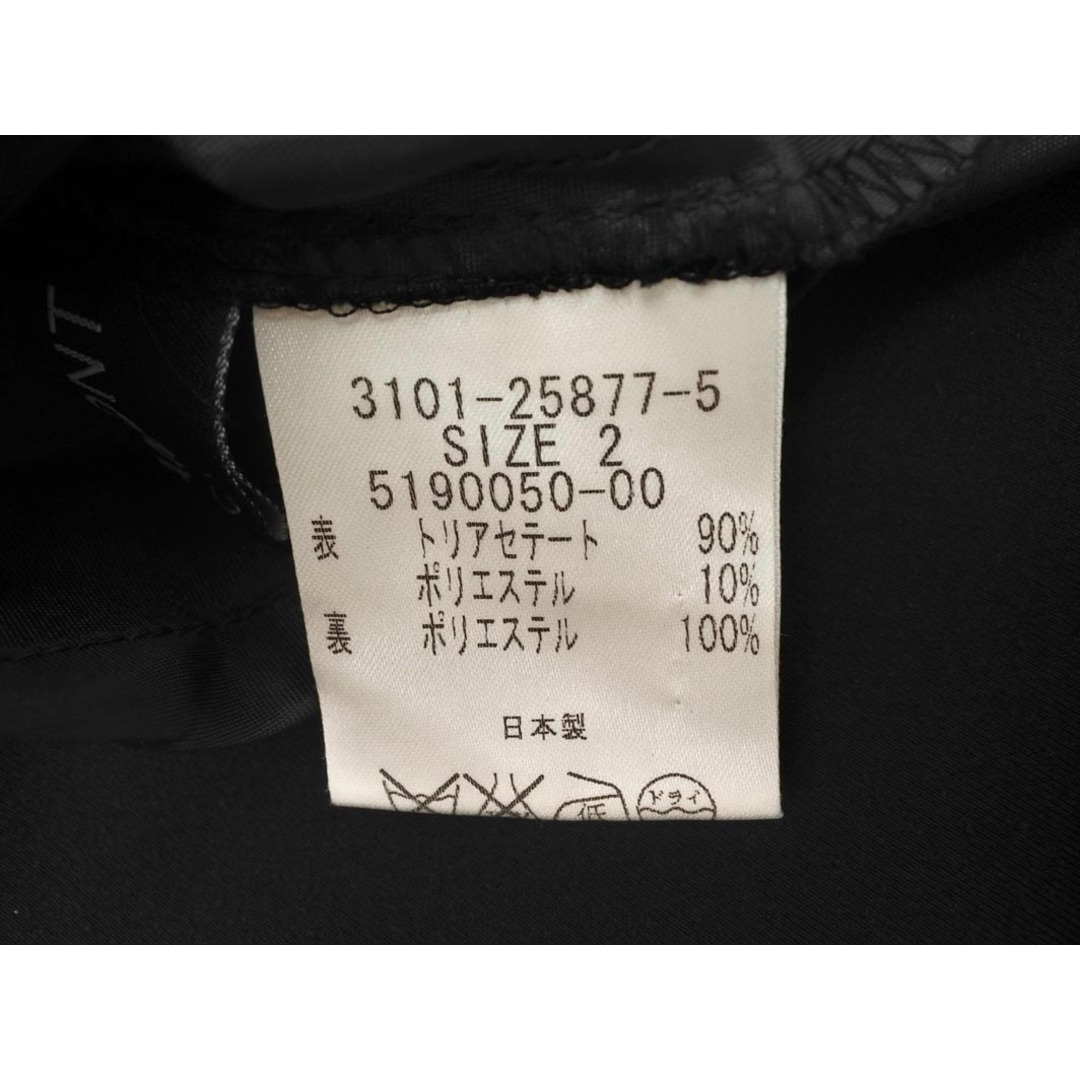 3101-25877-5
SIZE 2
5190050-00
表 トリアセテート 90%
ポリエステル 10%
裏 ポリエステル 100%
日本製
低 ドライ